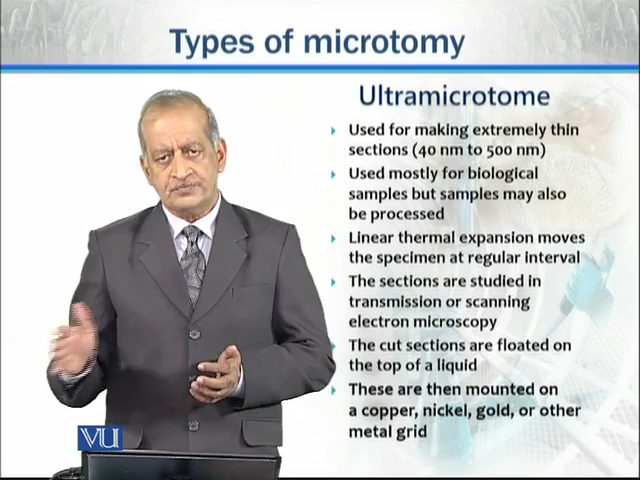 Types of microtomy
Ultramicrotome
Used for making extremely thin
sections (40 nm to 500 nm)
Used mostly for biological
samples but samples may also
be processed
Linear thermal expansion moves
the specimen at regular interval
The sections are studied in
transmission or scanning
electron microscopy
The cut sections are floated on
the top of a liquid
These are then mounted on
a copper, nickel, gold, or other
metal grid
VU